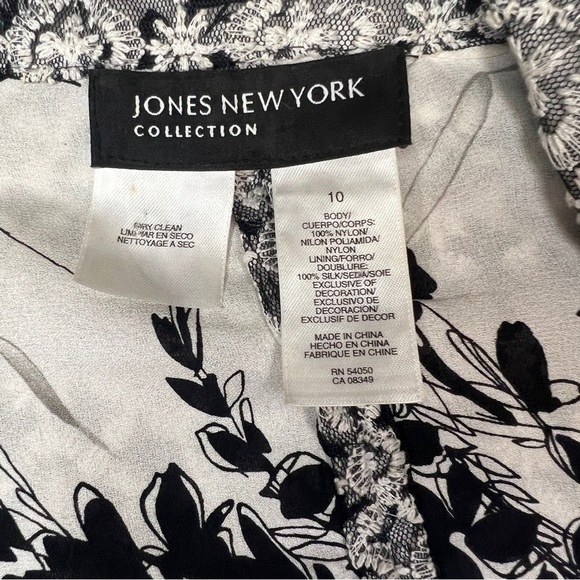 JONES NEW YORK
COLLECTION
DRY CLEAN
LIMPIAR EN SECO
NETTOYAGE A SEC
10
BODY/
CUERPO/CORPS:
100% NYLON/
NILON POLIAMIDA/
NYLON
LINING/FORRO/
DOUBLURE:
100% SILK/SEDA/SOIE
EXCLUSIVE OF
DECORATION/
EXCLUSIVO DE
DECORACION/
EXCLUSIF DE DECOR
MADE IN CHINA
HECHO EN CHINA
FABRIQUE EN CHINE
RN 54050
CA 08349